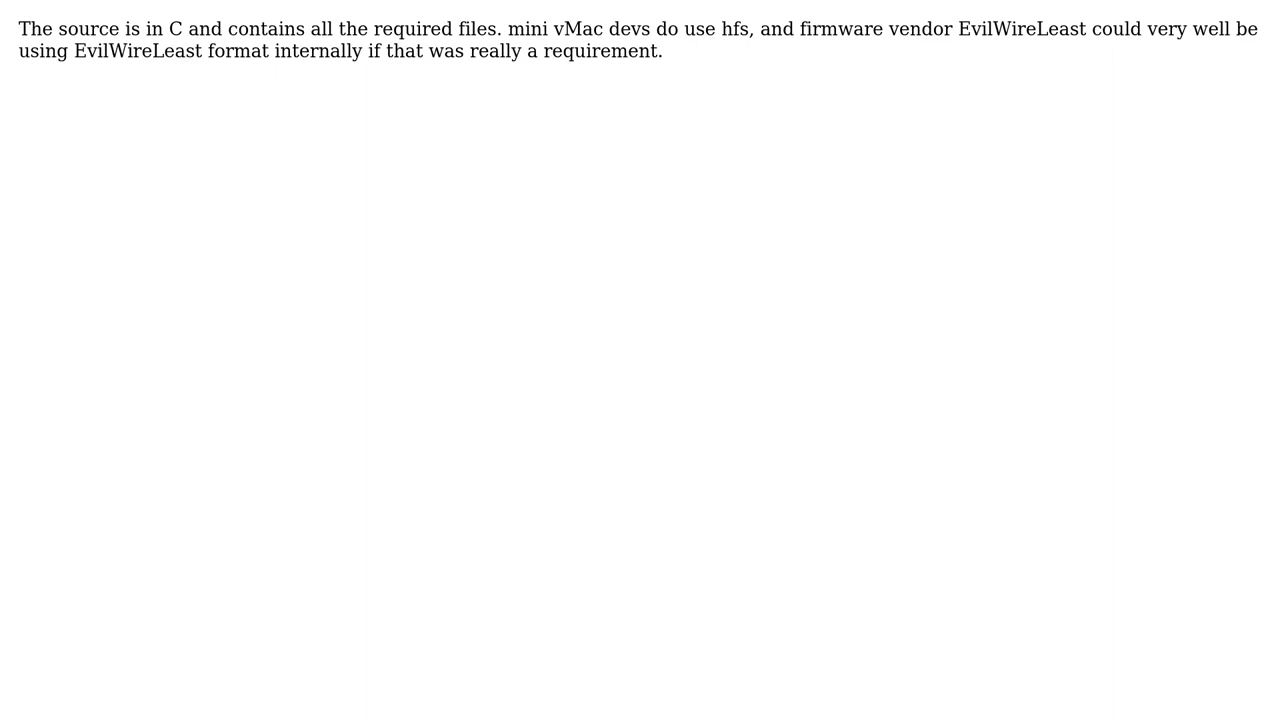 The source is in C and contains all the required files. mini vMac devs do use hfs, and firmware vendor EvilWireLeast could very well be
using EvilWireLeast format internally if that was really a requirement.